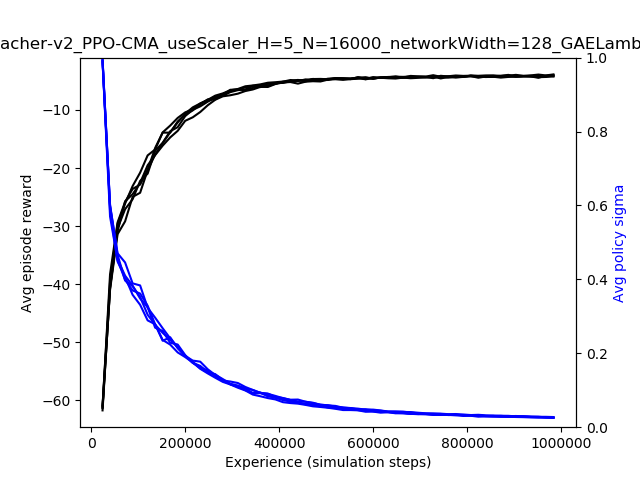 acher-v2_PPO-CMA_useScaler_H=5_N=16000_networkWidth=128_GAELamb
1.0
−10
0.8
−20
0.6
−30
Avg episode reward
Avg policy sigma
0.4
−40
−50
0.2
−60
0.0
0 200000 400000 600000 800000 1000000
Experience (simulation steps)